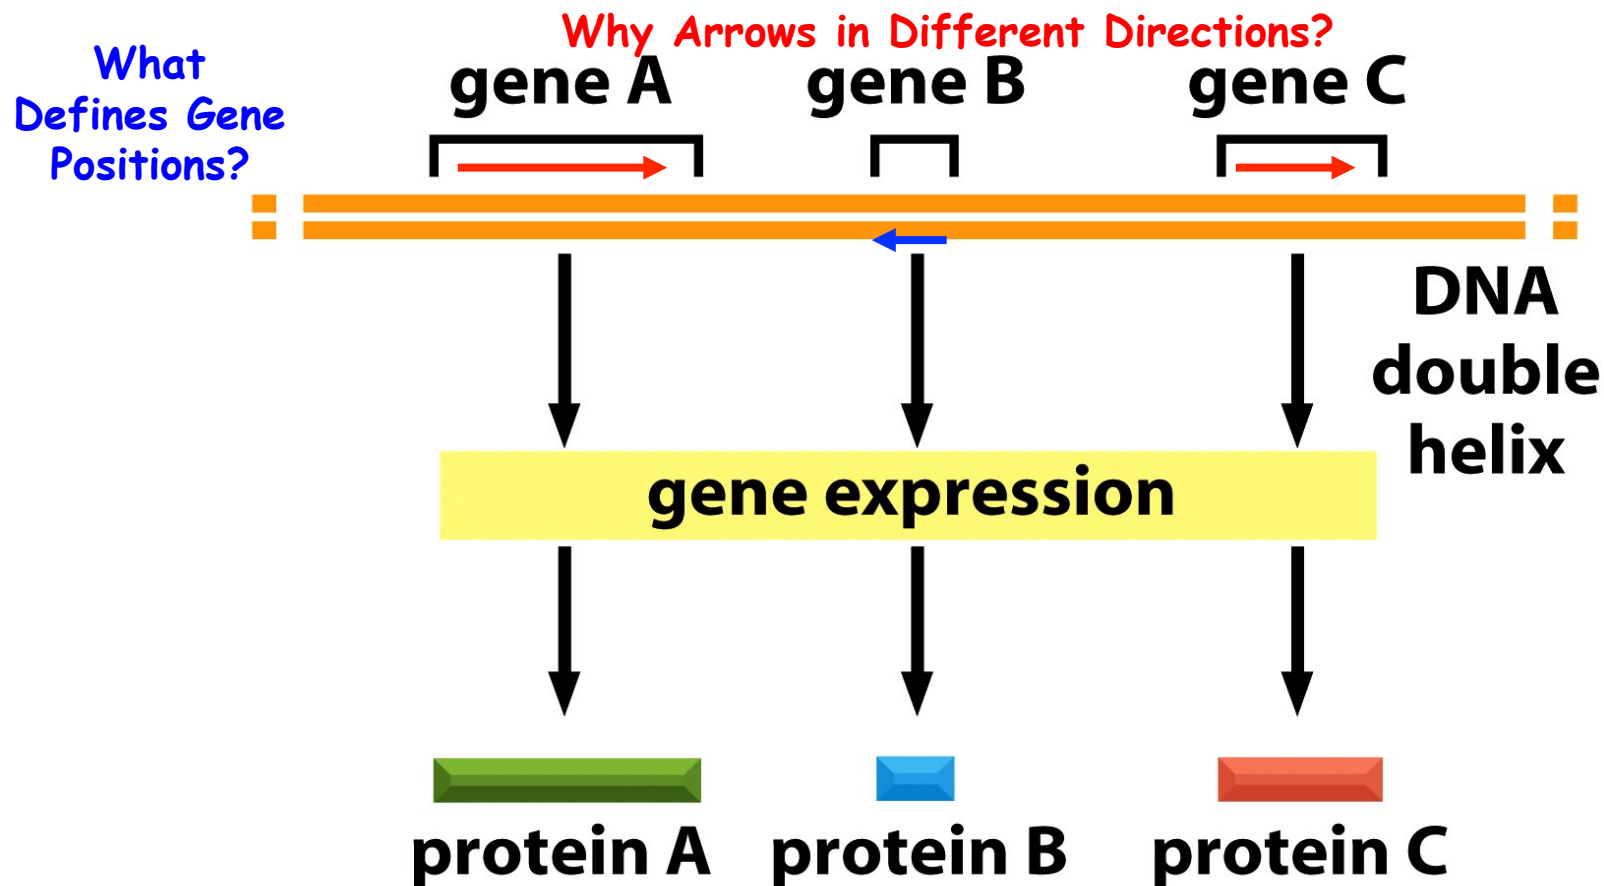 Why Arrows in Different Directions?
What
Defines Gene
Positions?
gene A
gene B
gene C
DNA
double
helix
gene expression
protein A
protein B
protein C